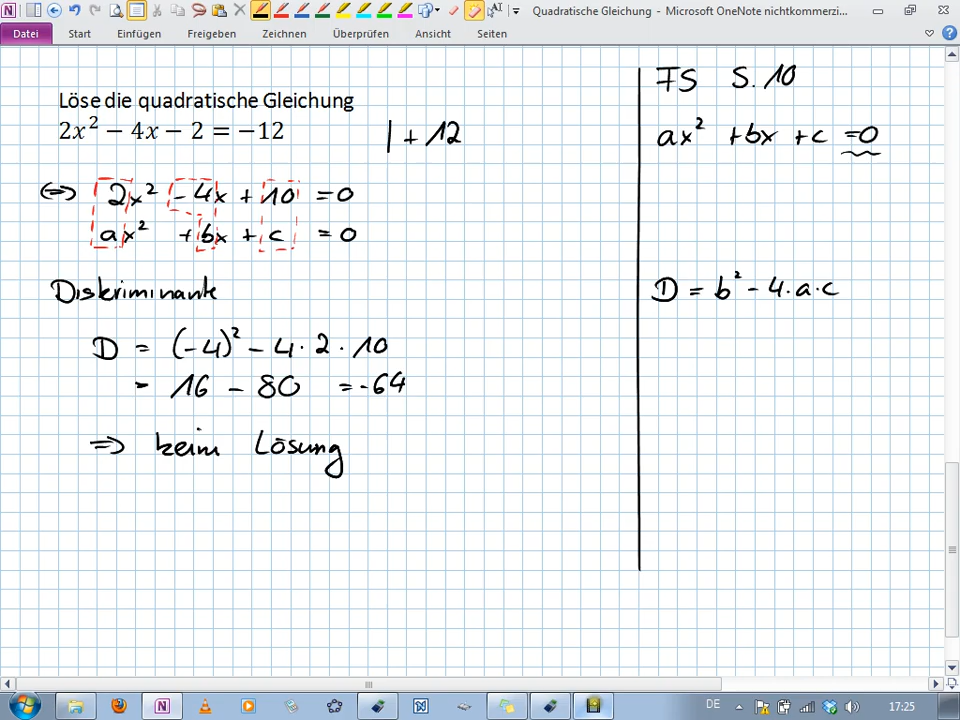 Quadratische Gleichung - Microsoft OneNote nichtkommerzi...
Datei Start Einfügen Freigeben Zeichnen Überprüfen Ansicht Seiten
Löse die quadratische Gleichung
2x² − 4x − 2 = −12 | + 12
⇔ 2x² - 4x + 10 = 0
ax² + bx + c = 0
Diskriminante
D = (-4)² - 4 · 2 · 10
= 16 - 80 = -64
⇒ keine Lösung
FS S. 10
ax² + bx + c = 0
D = b² - 4 · a · c
DE 17:25